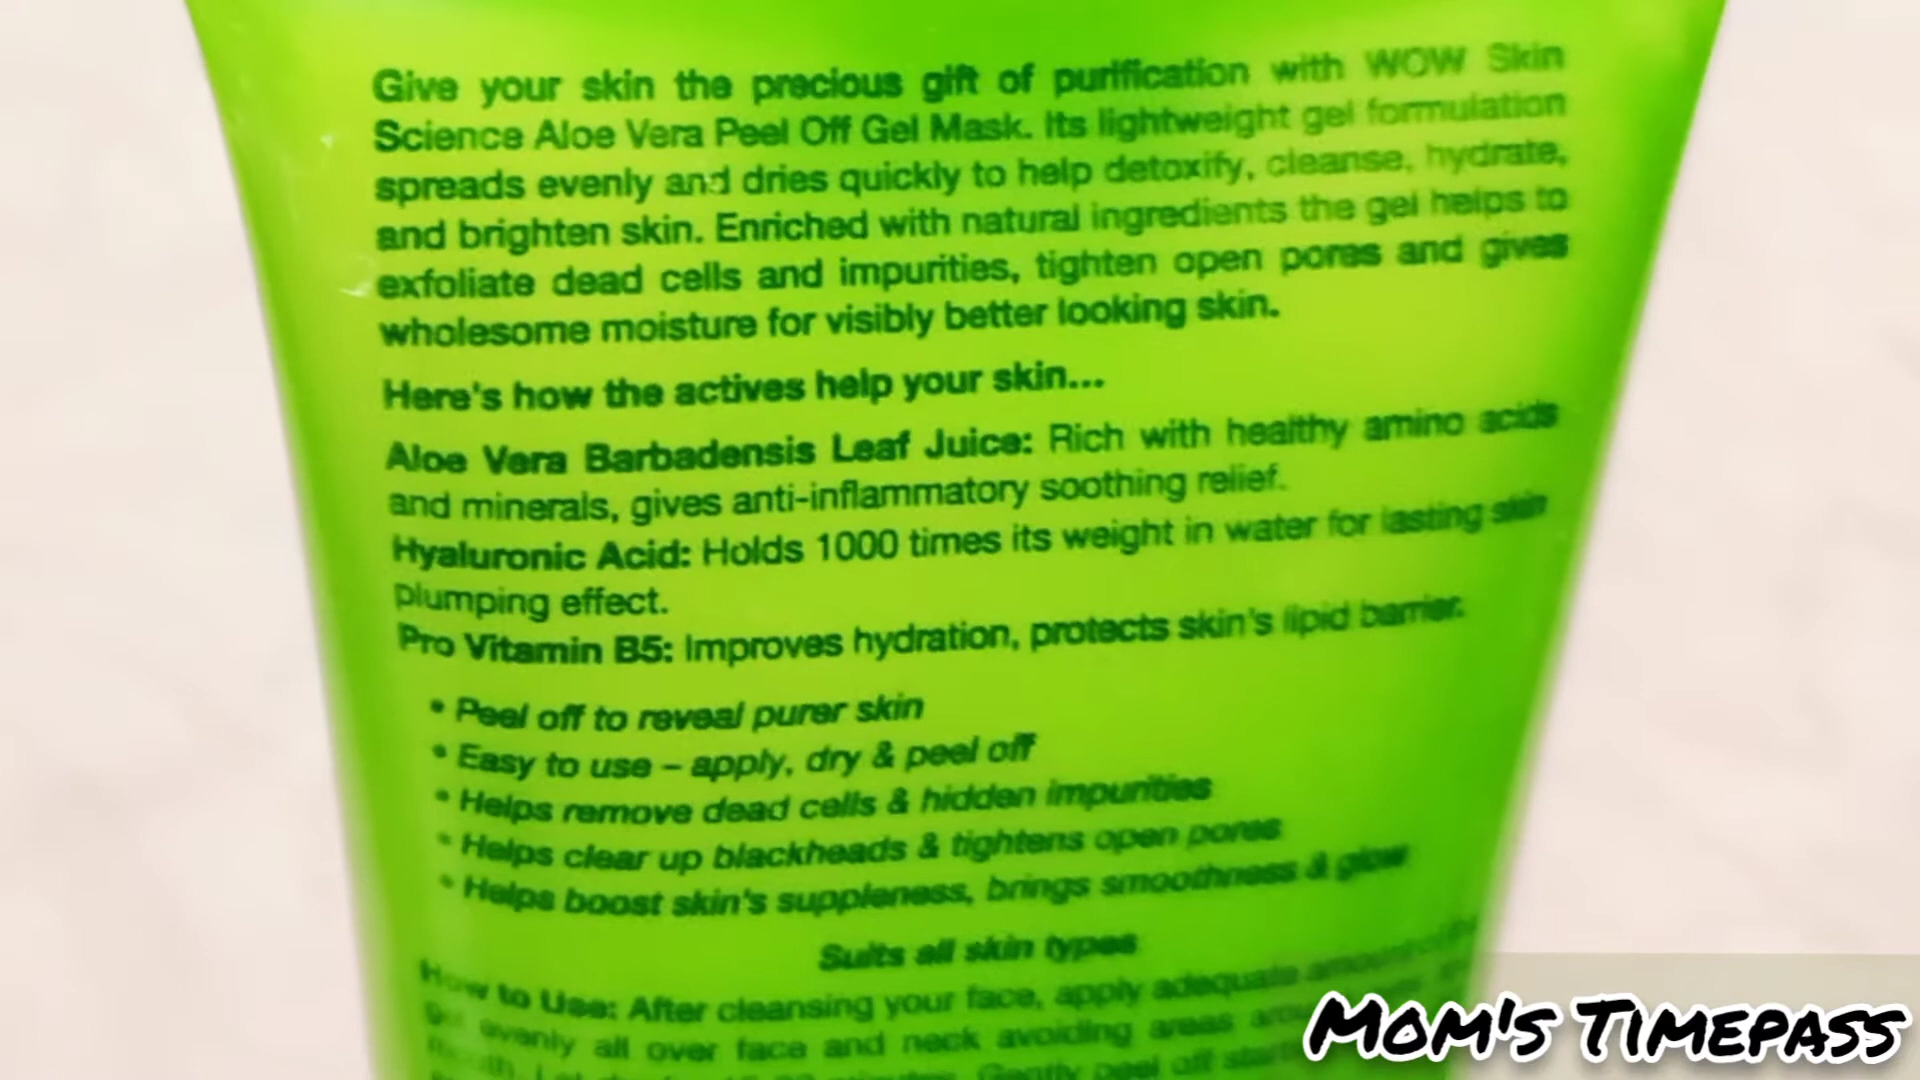 Give your skin the precious gift of purification with WOW Skin
Science Aloe Vera Peel Off Gel Mask. Its lightweight gel formulation
spreads evenly and dries quickly to help detoxify, cleanse, hydrate,
and brighten skin. Enriched with natural ingredients the gel helps to
exfoliate dead cells and impurities, tighten open pores and gives
wholesome moisture for visibly better looking skin.
Here's how the actives help your skin...
Aloe Vera Barbadensis Leaf Juice: Rich with healthy amino acids
and minerals, gives anti-inflammatory soothing relief.
Hyaluronic Acid: Holds 1000 times its weight in water for lasting skin
plumping effect.
Pro Vitamin B5: Improves hydration, protects skin's lipid barrier.
• Peel off to reveal purer skin
• Easy to use – apply, dry & peel off
• Helps remove dead cells & hidden impurities
• Helps clear up blackheads & tightens open pores
• Helps boost skin's suppleness, brings smoothness & glow
Suits all skin types
How to Use: After cleansing your face, apply adequate amount of
evenly all over face and neck avoiding areas
Gently peel off
Mom's Timepass